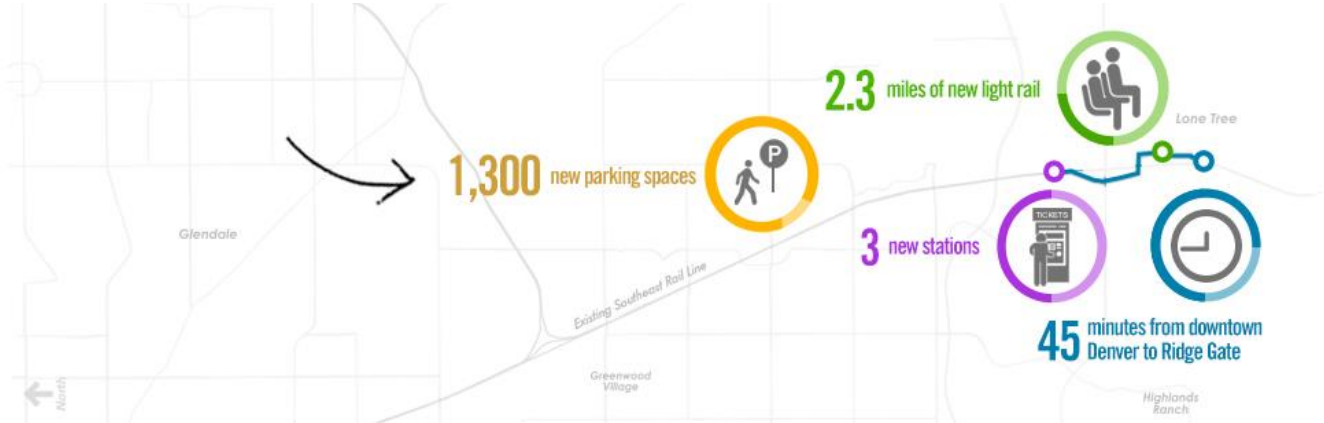 2.3 miles of new light rail
Lone Tree
P
1,300 new parking spaces
TICKETS
Glendale
3 new stations
Existing Southeast Rail Line
45 minutes from downtown
Denver to Ridge Gate
Greenwood
Village
North
Highlands
Ranch